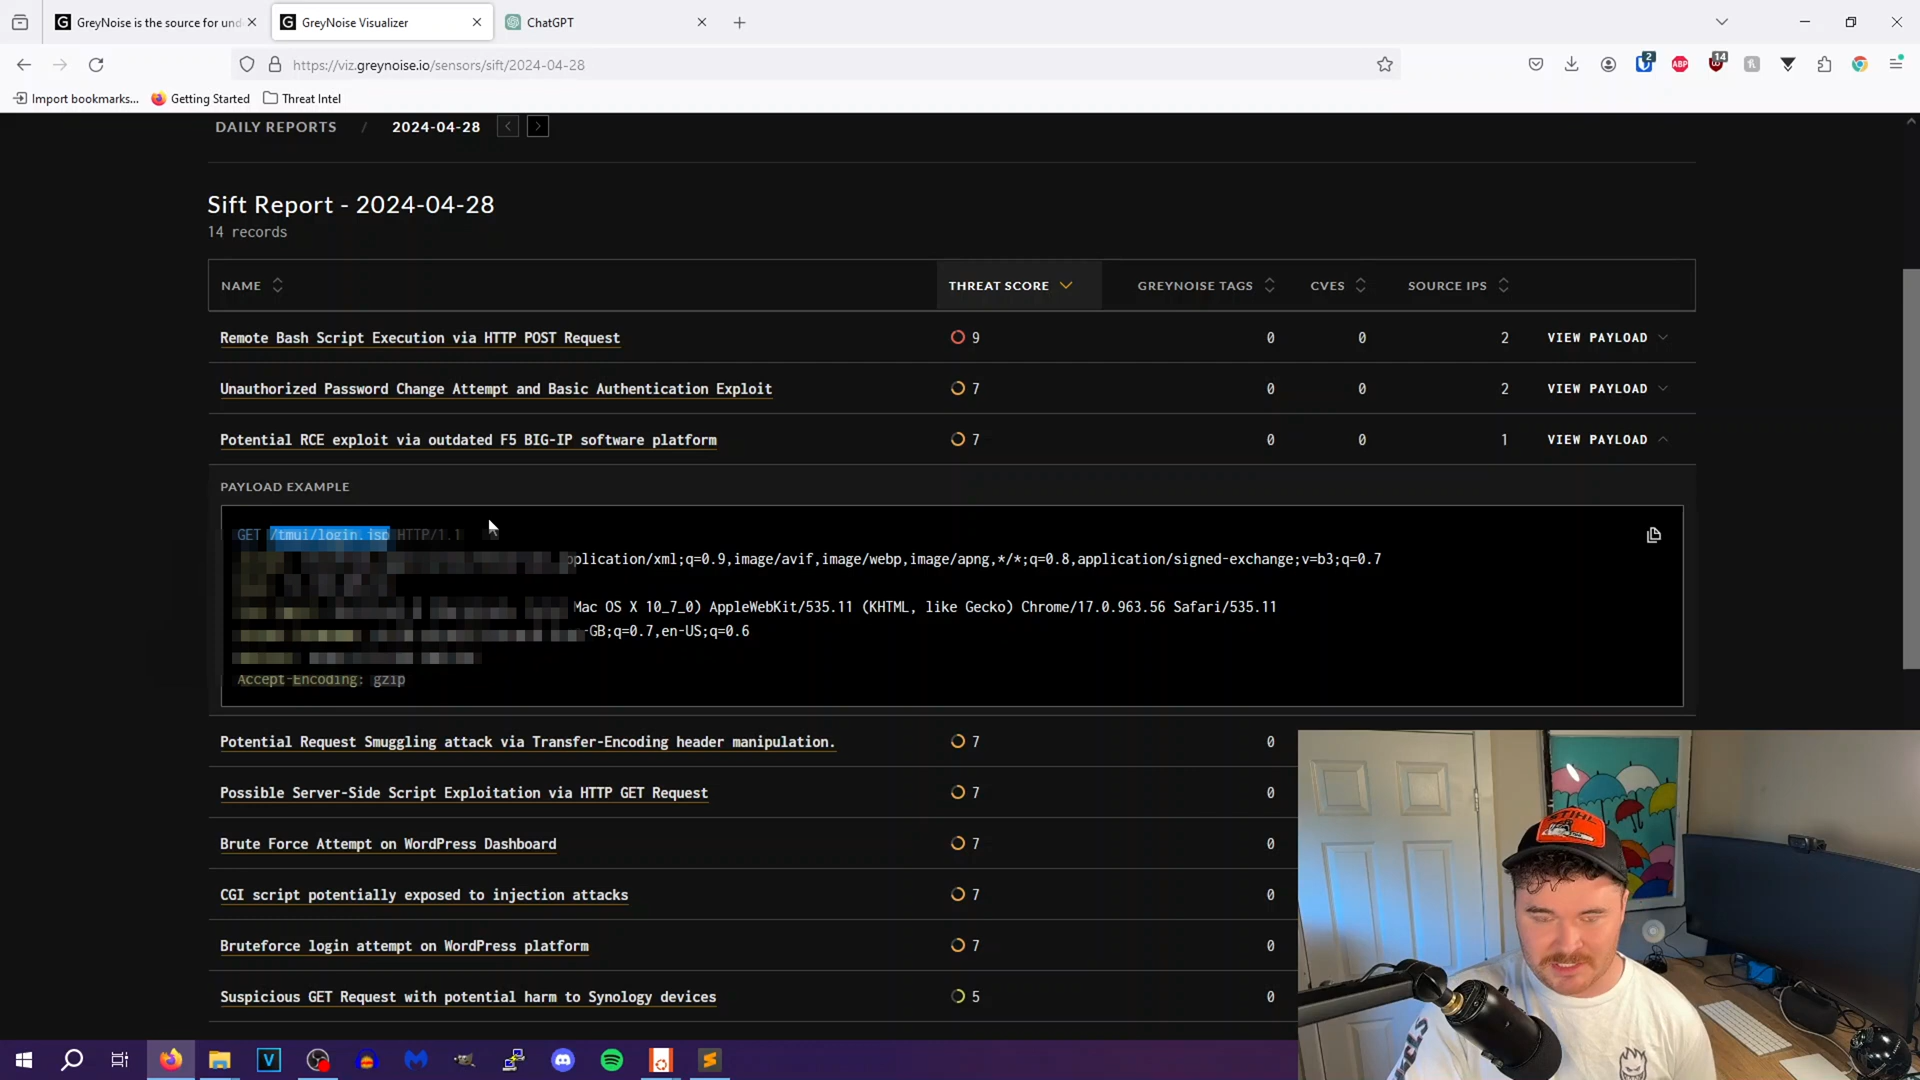 GreyNoise is the source for und
GreyNoise Visualizer
ChatGPT
https://viz.greynoise.io/sensors/sift/2024-04-28
2
ABP
14
Import bookmarks...
Getting Started
Threat Intel
DAILY REPORTS / 2024-04-28
Sift Report - 2024-04-28
14 records
NAME THREAT SCORE GREYNOISE TAGS CVES SOURCE IPS
Remote Bash Script Execution via HTTP POST Request 9 0 0 2 VIEW PAYLOAD
Unauthorized Password Change Attempt and Basic Authentication Exploit 7 0 0 2 VIEW PAYLOAD
Potential RCE exploit via outdated F5 BIG-IP software platform 7 0 0 1 VIEW PAYLOAD
PAYLOAD EXAMPLE
GET /tmui/login.jsp HTTP/1.1
pplication/xml;q=0.9,image/avif,image/webp,image/apng,*/*;q=0.8,application/signed-exchange;v=b3;q=0.7
Mac OS X 10_7_0) AppleWebKit/535.11 (KHTML, like Gecko) Chrome/17.0.963.56 Safari/535.11
-GB;q=0.7,en-US;q=0.6
Accept-Encoding: gzip
Potential Request Smuggling attack via Transfer-Encoding header manipulation. 7 0
Possible Server-Side Script Exploitation via HTTP GET Request 7 0
Brute Force Attempt on WordPress Dashboard 7 0
CGI script potentially exposed to injection attacks 7 0
Bruteforce login attempt on WordPress platform 7 0
Suspicious GET Request with potential harm to Synology devices 5 0
STIHL